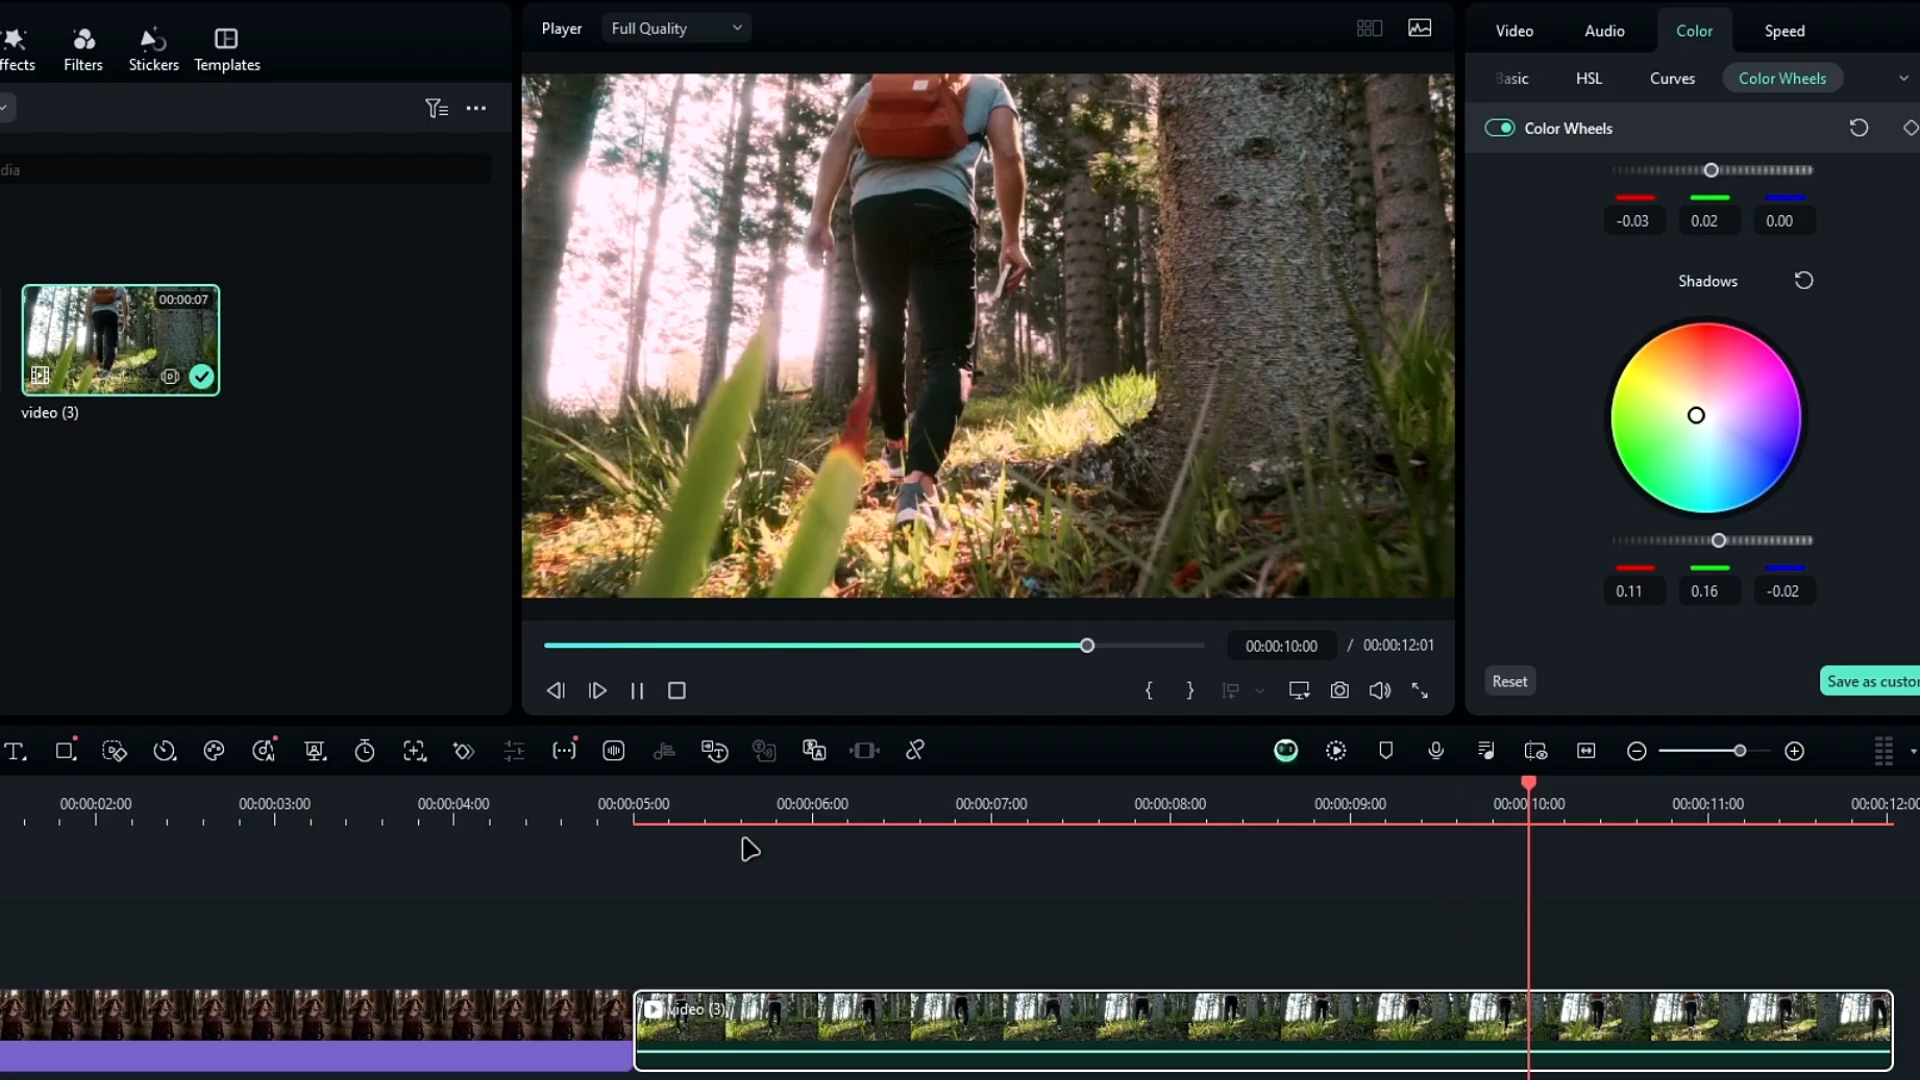 ffects
Filters
Stickers
Templates
dia
00:00:07
video (3)
Player
Full Quality
00:00:10:00 / 00:00:12:01
Video
Audio
Color
Speed
Basic
HSL
Curves
Color Wheels
Color Wheels
-0.03
0.02
0.00
Shadows
0.11
0.16
-0.02
Reset
Save as custo
00:00:02:00
00:00:03:00
00:00:04:00
00:00:05:00
00:00:06:00
00:00:07:00
00:00:08:00
00:00:09:00
00:00:10:00
00:00:11:00
00:00:12:00
video (3)